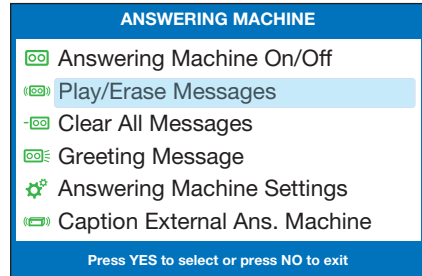 ANSWERING MACHINE
Answering Machine On/Off
Play/Erase Messages
Clear All Messages
Greeting Message
Answering Machine Settings
Caption External Ans. Machine
Press YES to select or press NO to exit